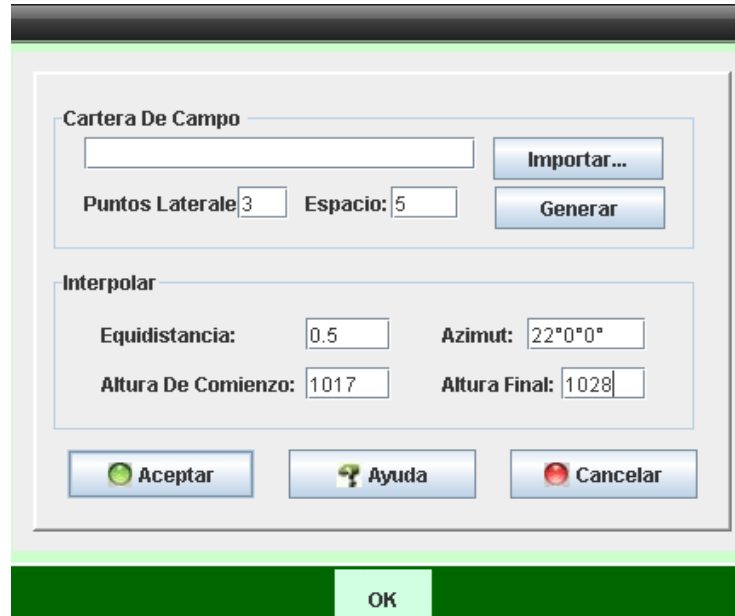 Cartera De Campo
Importar...
Puntos Laterale 3 Espacio: 5 Generar
Interpolar
Equidistancia: 0.5 Azimut: 22°0'0"
Altura De Comienzo: 1017 Altura Final: 1028
Aceptar Ayuda Cancelar
OK